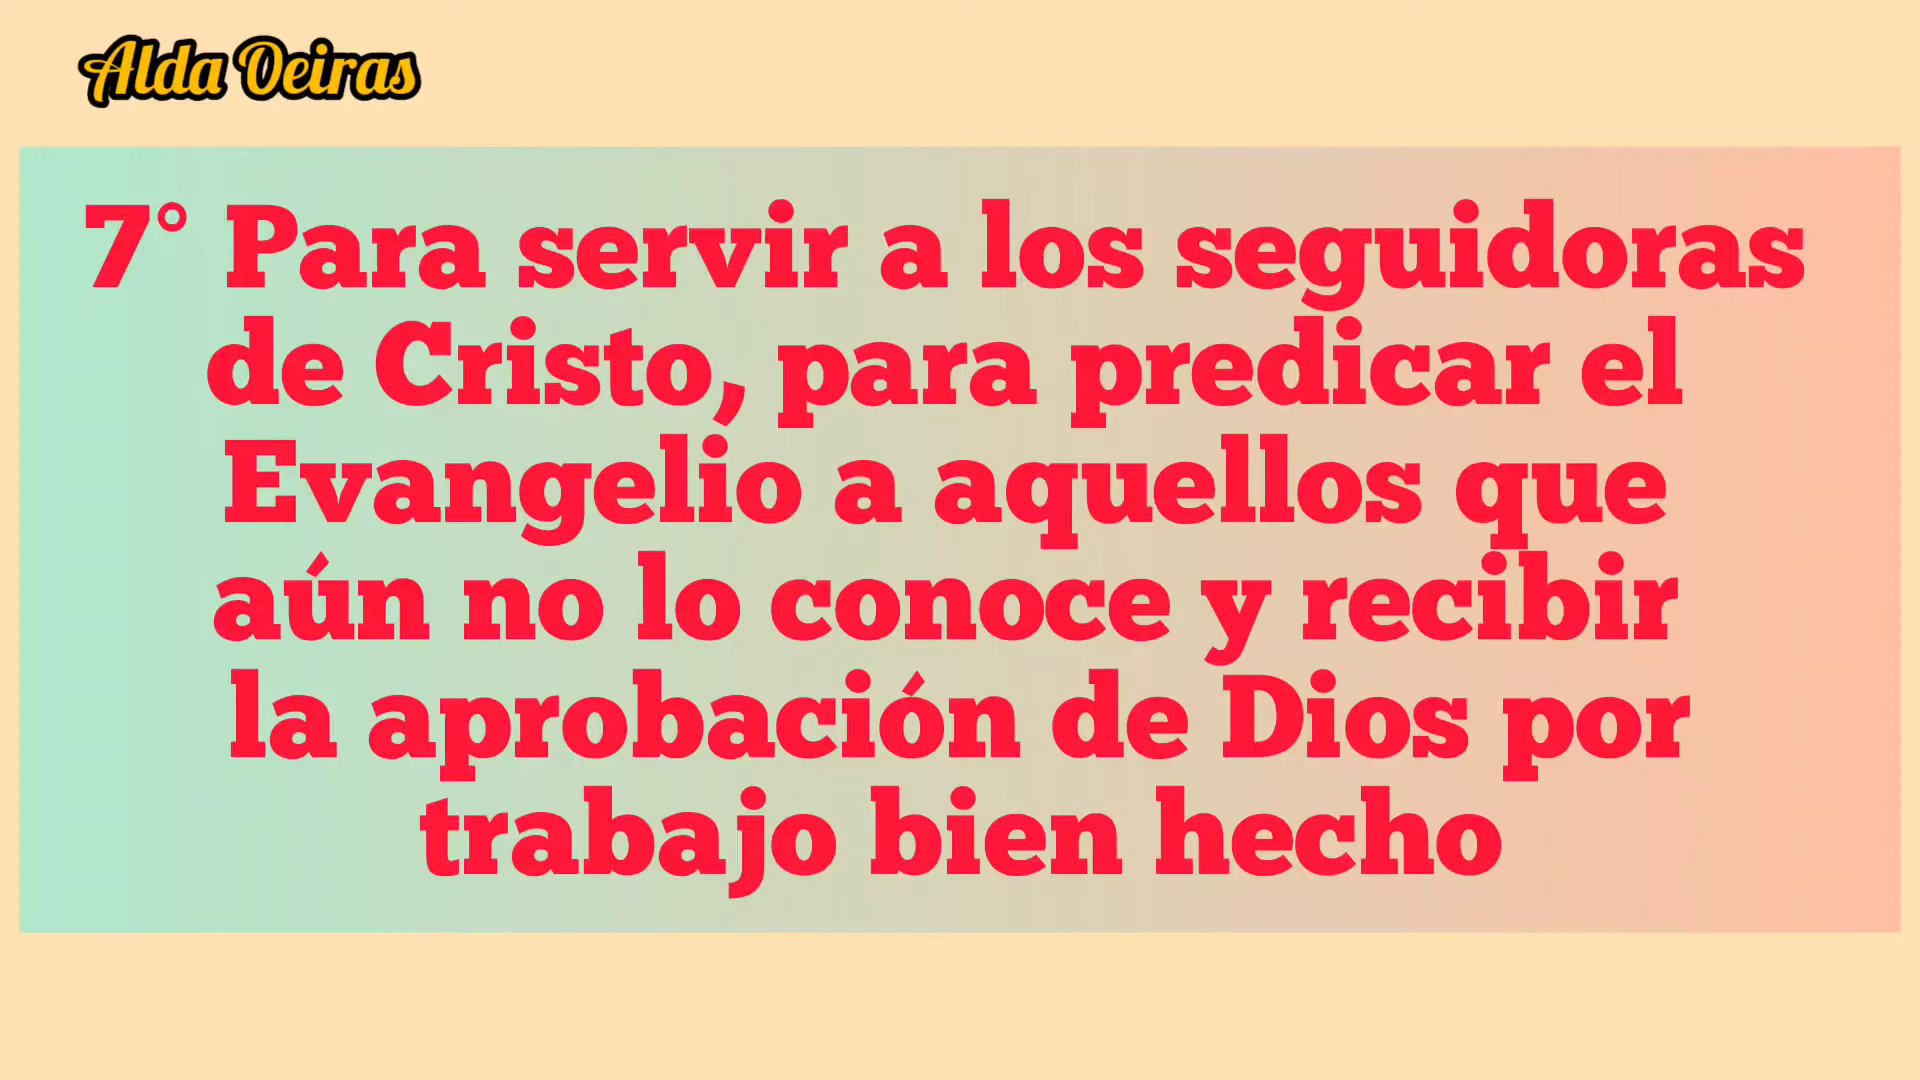 Alda Oeiras
7° Para servir a los seguidoras
de Cristo, para predicar el
Evangelio a aquellos que
aún no lo conoce y recibir
la aprobación de Dios por
trabajo bien hecho